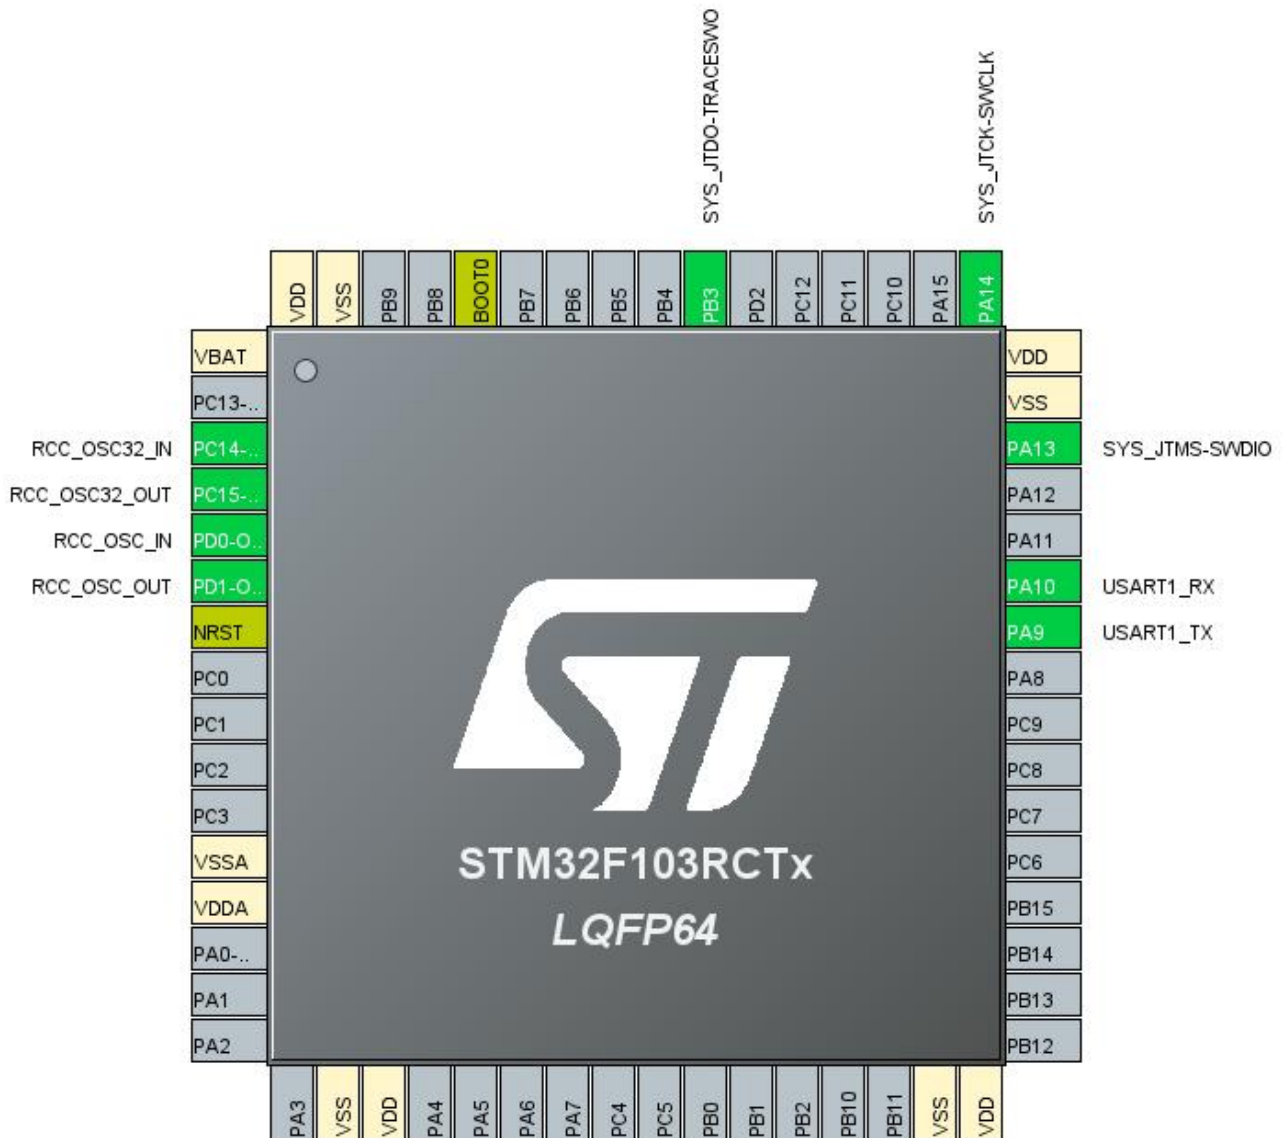 SYS_JTDO-TRACESWO
SYS_JTCK-SWCLK
VDD
VSS
PB9
PB8
BOOT0
PB7
PB6
PB5
PB4
PB3
PD2
PC12
PC11
PC10
PA15
PA14
VBAT
PC13-..
RCC_OSC32_IN PC14-..
RCC_OSC32_OUT PC15-..
RCC_OSC_IN PD0-O..
RCC_OSC_OUT PD1-O..
NRST
PC0
PC1
PC2
PC3
VSSA
VDDA
PA0-..
PA1
PA2
VDD
VSS
PA13 SYS_JTMS-SWDIO
PA12
PA11
PA10 USART1_RX
PA9 USART1_TX
PA8
PC9
PC8
PC7
PC6
PB15
PB14
PB13
PB12
ST
STM32F103RCTx
LQFP64
PA3
VSS
VDD
PA4
PA5
PA6
PA7
PC4
PC5
PB0
PB1
PB2
PB10
PB11
VSS
VDD